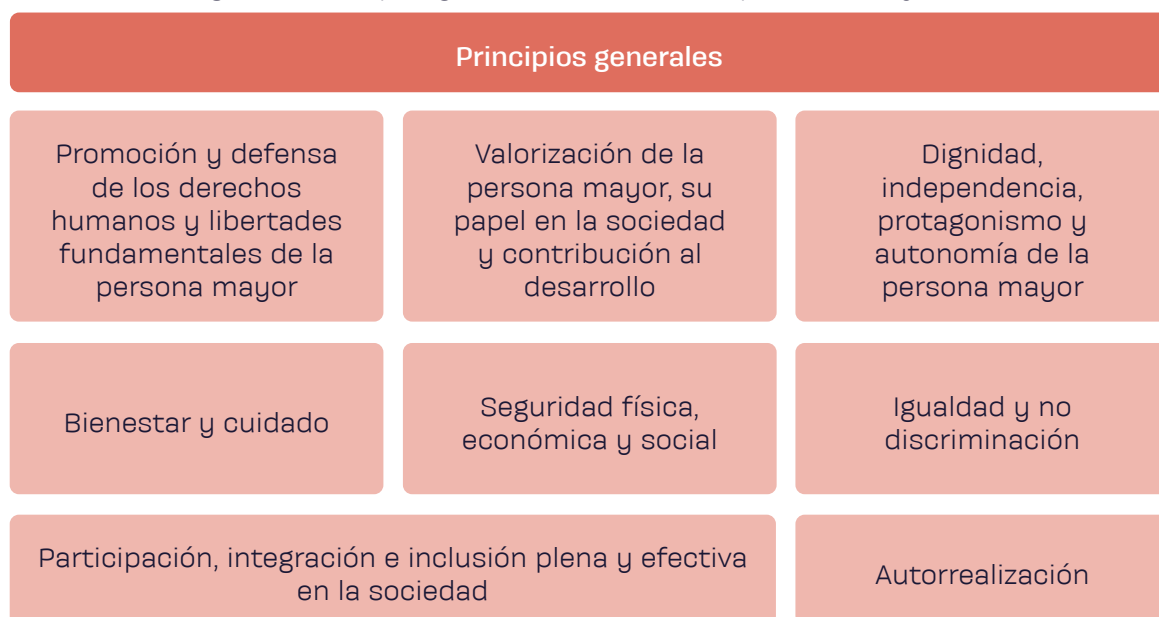 Principios generales
Promoción y defensa
de los derechos
humanos y libertades
fundamentales de la
persona mayor
Valorización de la
persona mayor, su
papel en la sociedad
y contribución al
desarrollo
Dignidad,
independencia,
protagonismo y
autonomía de la
persona mayor
Bienestar y cuidado
Seguridad física,
económica y social
Igualdad y no
discriminación
Participación, integración e inclusión plena y efectiva
en la sociedad
Autorrealización